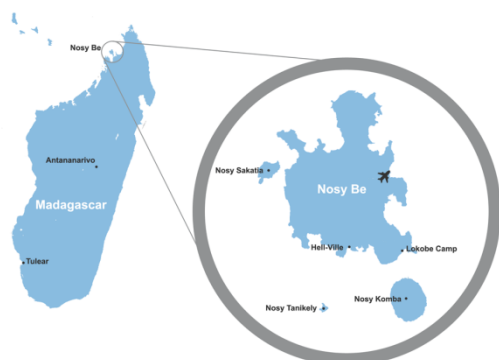 Nosy Be
Antananarivo
Madagascar
Tulear
Nosy Sakatia
Nosy Be
Hell-Ville
Lokobe Camp
Nosy Komba
Nosy Tanikely